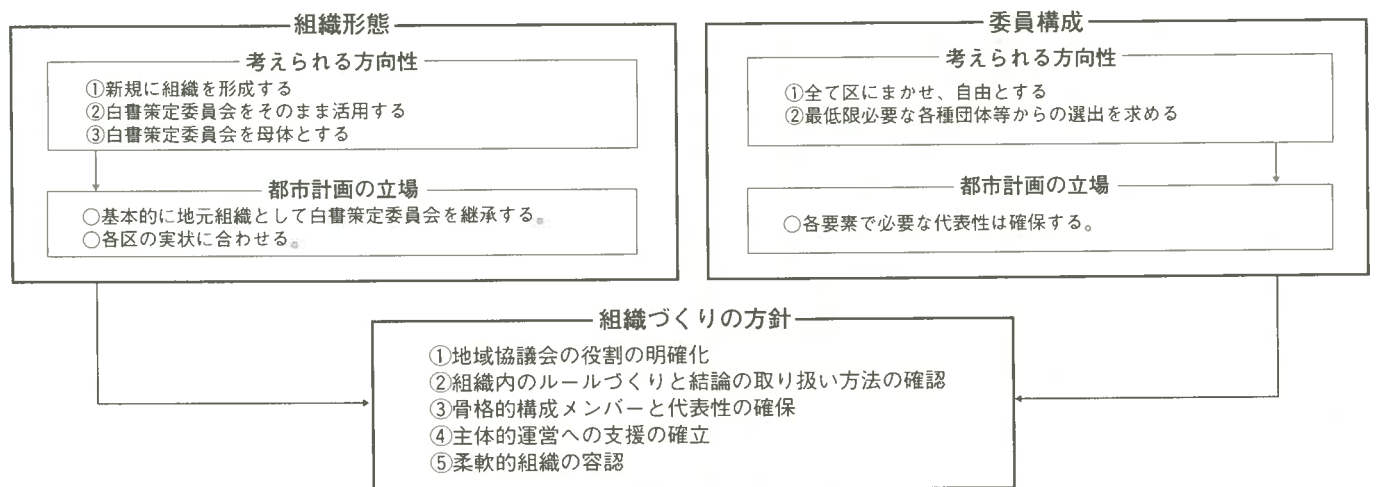 組織形態
考えられる方向性
①新規に組織を形成する
②白書策定委員会をそのまま活用する
③白書策定委員会を母体とする
都市計画の立場
○基本的に地元組織として白書策定委員会を継承する。
○各区の実状に合わせる。
委員構成
考えられる方向性
①全て区にまかせ、自由とする
②最低限必要な各種団体等からの選出を求める
都市計画の立場
○各要素で必要な代表性は確保する。
組織づくりの方針
①地域協議会の役割の明確化
②組織内のルールづくりと結論の取り扱い方法の確認
③骨格的構成メンバーと代表性の確保
④主体的運営への支援の確立
⑤柔軟的組織の容認